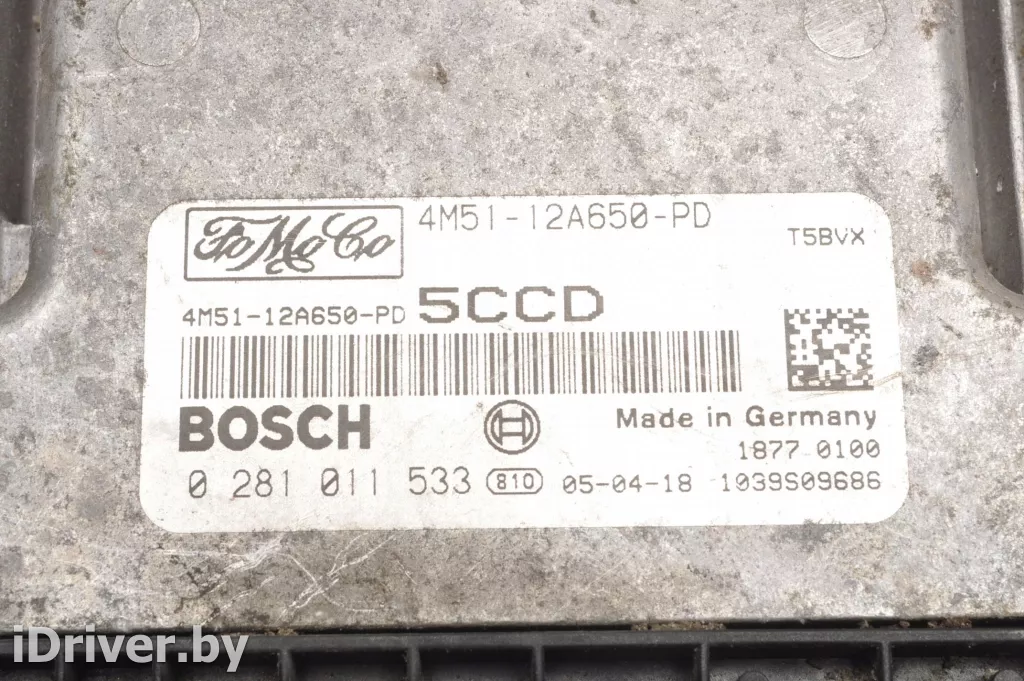 FoMoCo
4M51-12A650-PD
T5BVX
4M51-12A650-PD 5CCD
BOSCH
Made in Germany
1877 0100
0 281 011 533 810 05-04-18 1039S09686
iDriver.by